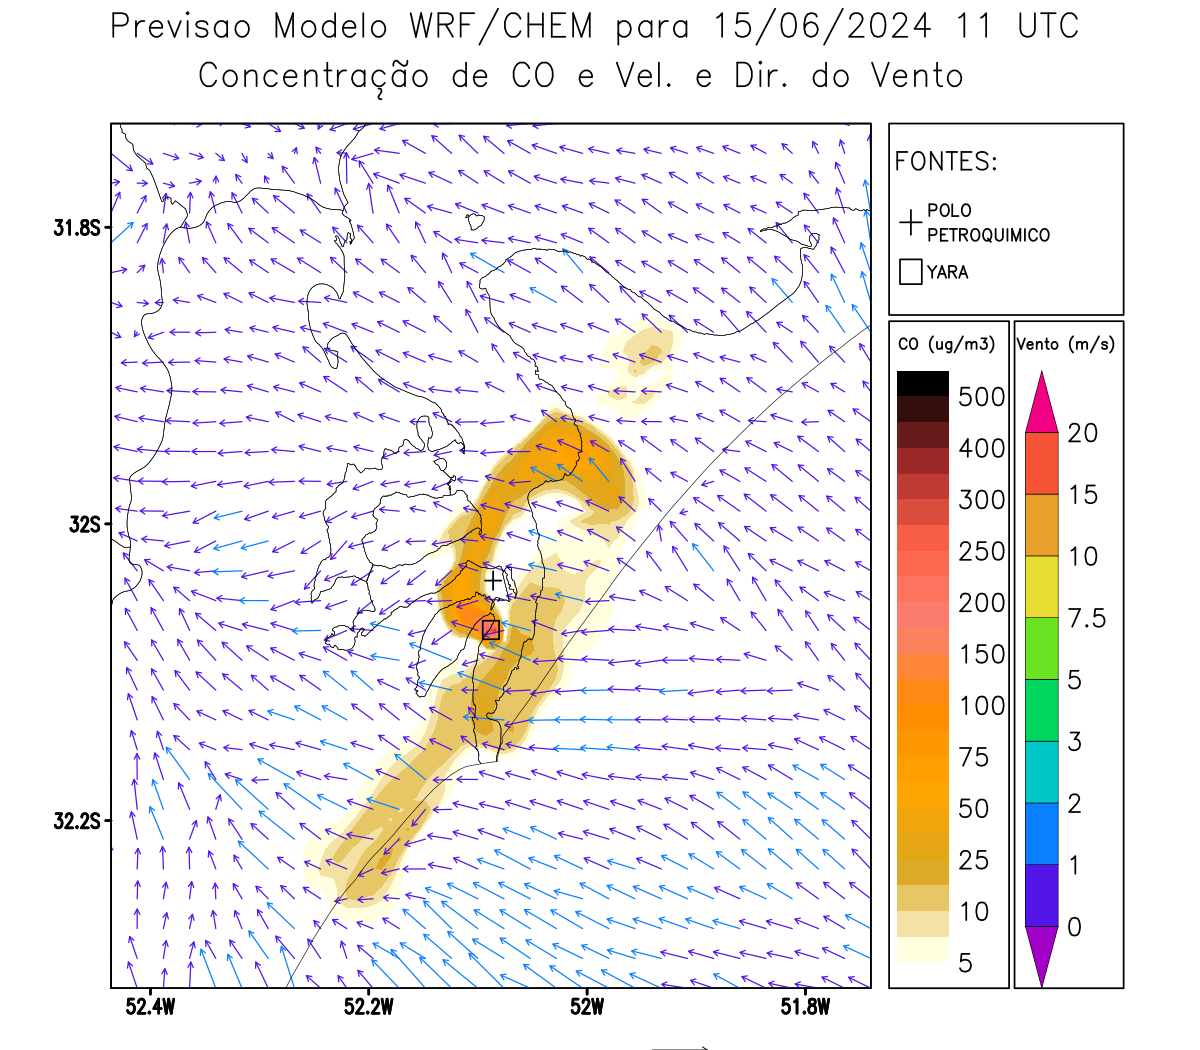 Previsao Modelo WRF/CHEM para 15/06/2024 11 UTC
Concentração de CO e Vel. e Dir. do Vento
FONTES:
POLO
PETROQUIMICO
YARA
CO (ug/m3)
500
400
300
250
200
150
100
75
50
25
10
5
Vento (m/s)
20
15
10
7.5
5
3
2
1
0
31.8S
32S
32.2S
52.4W
52.2W
52W
51.8W